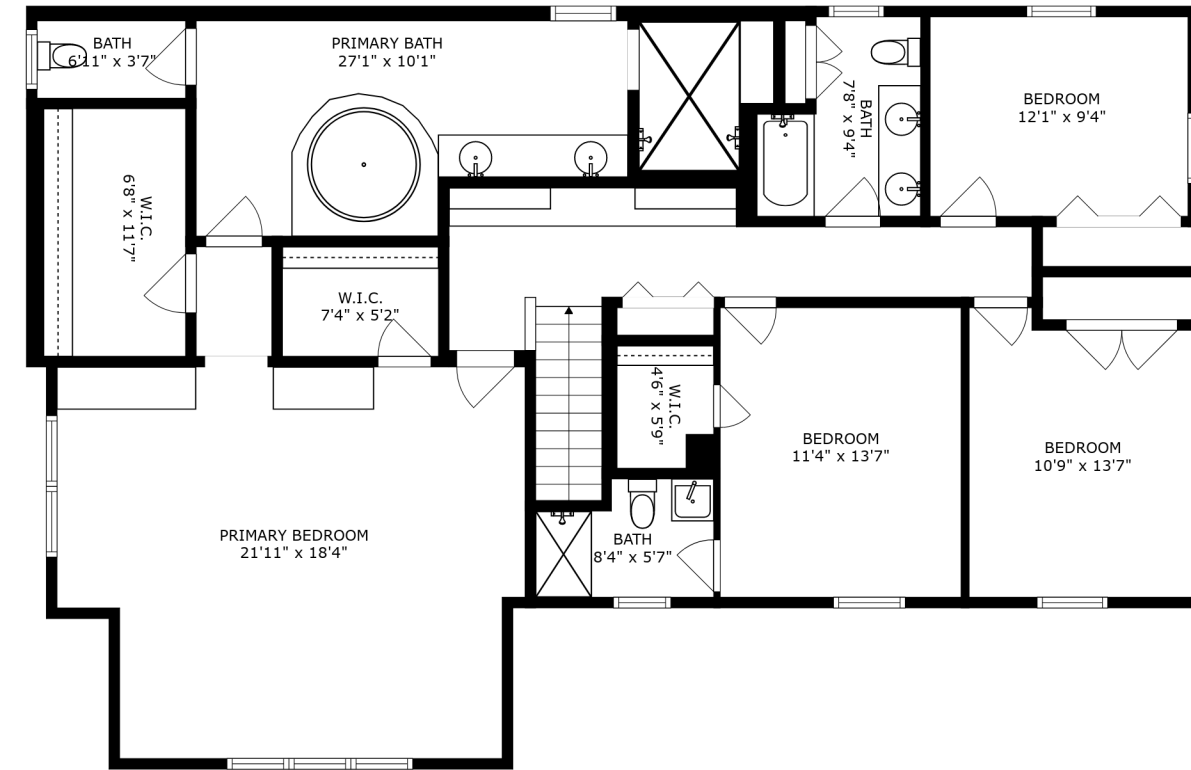 BATH
6'11" x 3'7"
PRIMARY BATH
27'1" x 10'1"
BATH
7'8" x 9'4"
BEDROOM
12'1" x 9'4"
W.I.C.
6'8" x 11'7"
W.I.C.
7'4" x 5'2"
W.I.C.
4'6" x 5'9"
BEDROOM
11'4" x 13'7"
BEDROOM
10'9" x 13'7"
PRIMARY BEDROOM
21'11" x 18'4"
BATH
8'4" x 5'7"